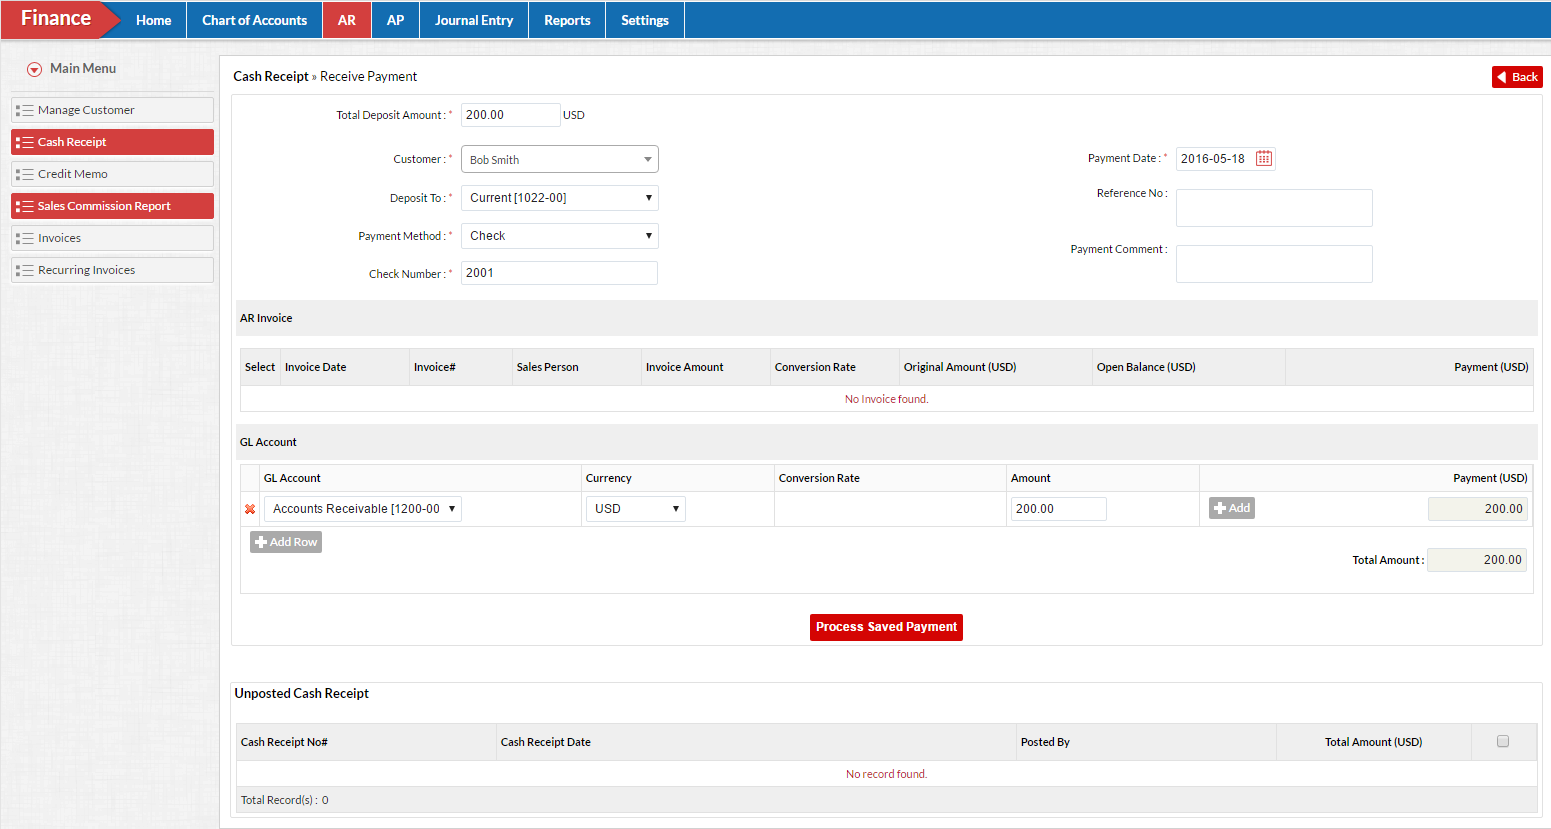 Finance
Home
Chart of Accounts
AR
AP
Journal Entry
Reports
Settings
Main Menu
Manage Customer
Cash Receipt
Credit Memo
Sales Commission Report
Invoices
Recurring Invoices
Cash Receipt » Receive Payment
Back
Total Deposit Amount : * 200.00 USD
Customer : * Bob Smith
Payment Date : * 2016-05-18
Deposit To : * Current [1022-00]
Reference No :
Payment Method : * Check
Payment Comment :
Check Number : * 2001
AR Invoice
Select Invoice Date Invoice# Sales Person Invoice Amount Conversion Rate Original Amount (USD) Open Balance (USD) Payment (USD)
No Invoice found.
GL Account
GL Account Currency Conversion Rate Amount Payment (USD)
Accounts Receivable [1200-00 USD 200.00 Add 200.00
Add Row
Total Amount : 200.00
Process Saved Payment
Unposted Cash Receipt
Cash Receipt No# Cash Receipt Date Posted By Total Amount (USD)
No record found.
Total Record(s) : 0